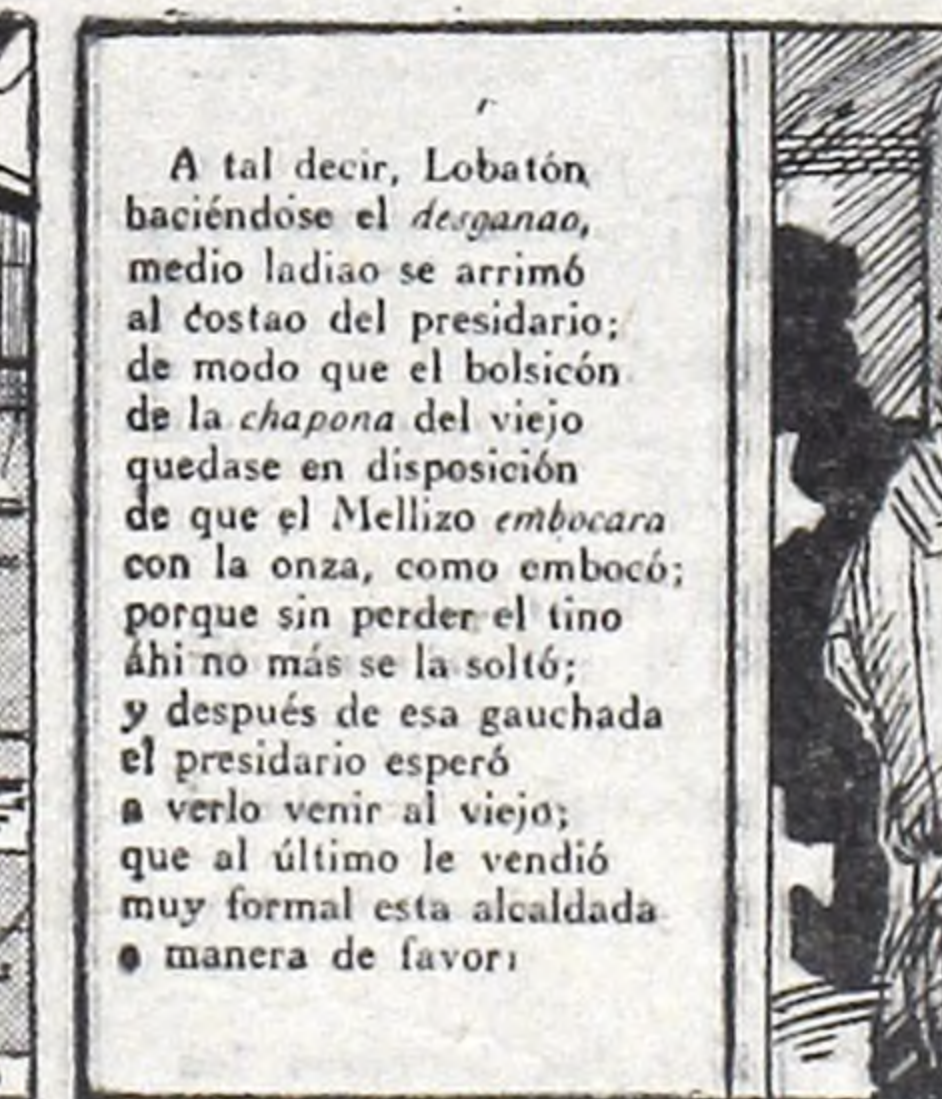 A tal decir, Lobatón
haciéndose el desganao,
medio ladiao se arrimó
al costao del presidario;
de modo que el bolsicón
de la chapona del viejo
quedase en disposición
de que el Mellizo embocara
con la onza, como embocó;
porque sin perder el tino
áhi no más se la soltó;
y después de esa gauchada
el presidario esperó
a verlo venir al viejo;
que al último le vendió
muy formal esta alcaldada
a manera de favor: